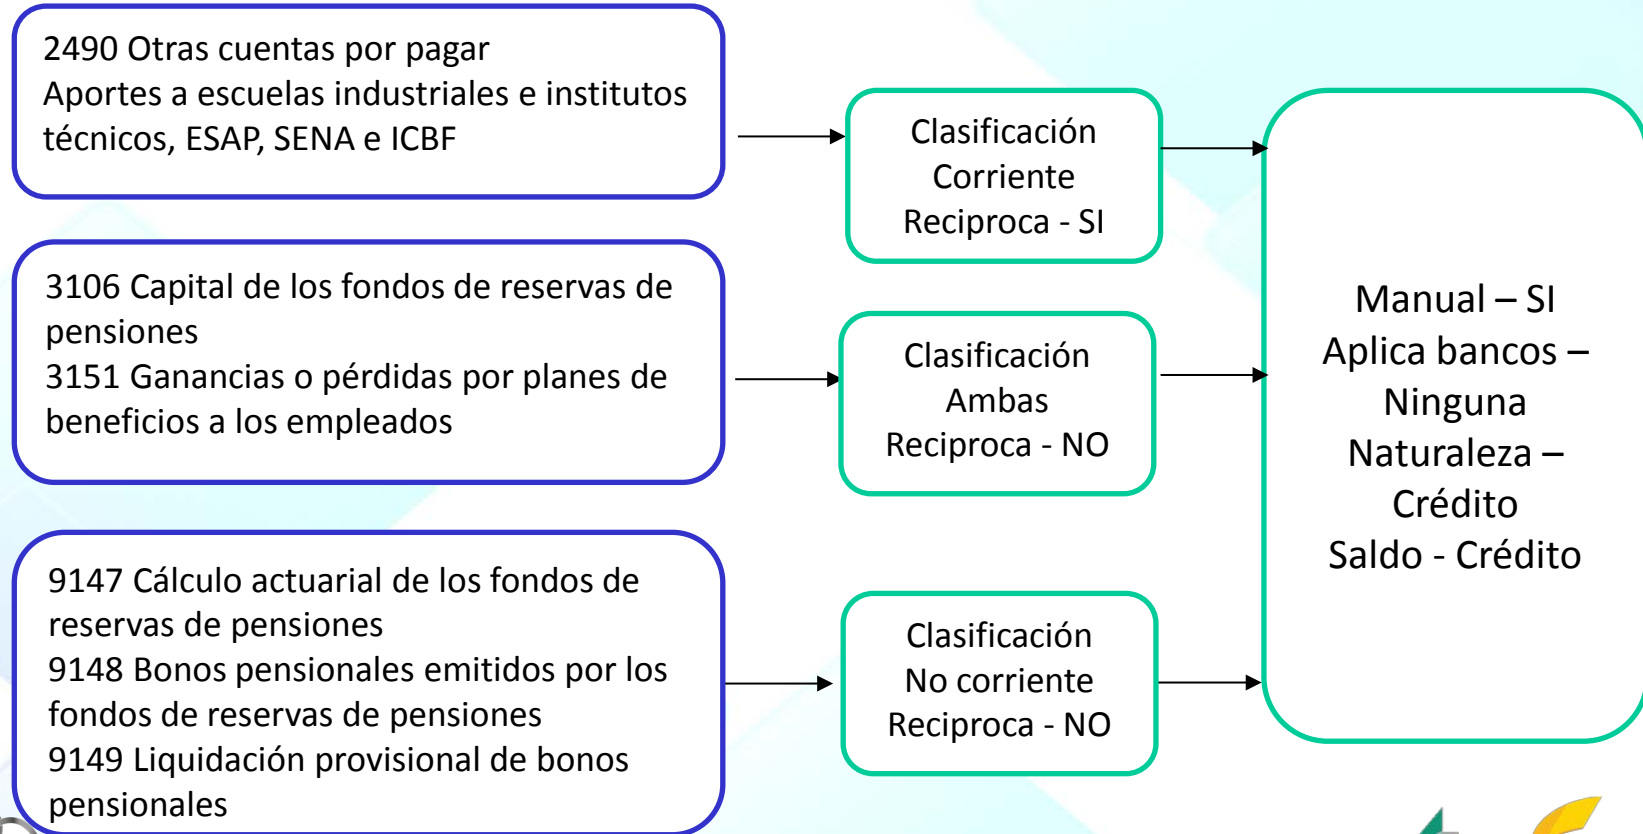 2490 Otras cuentas por pagar
Aportes a escuelas industriales e institutos
técnicos, ESAP, SENA e ICBF
Clasificación
Corriente
Reciproca - SI
3106 Capital de los fondos de reservas de
pensiones
3151 Ganancias o pérdidas por planes de
beneficios a los empleados
Clasificación
Ambas
Reciproca - NO
9147 Cálculo actuarial de los fondos de
reservas de pensiones
9148 Bonos pensionales emitidos por los
fondos de reservas de pensiones
9149 Liquidación provisional de bonos
pensionales
Clasificación
No corriente
Reciproca - NO
Manual – SI
Aplica bancos –
Ninguna
Naturaleza –
Crédito
Saldo - Crédito